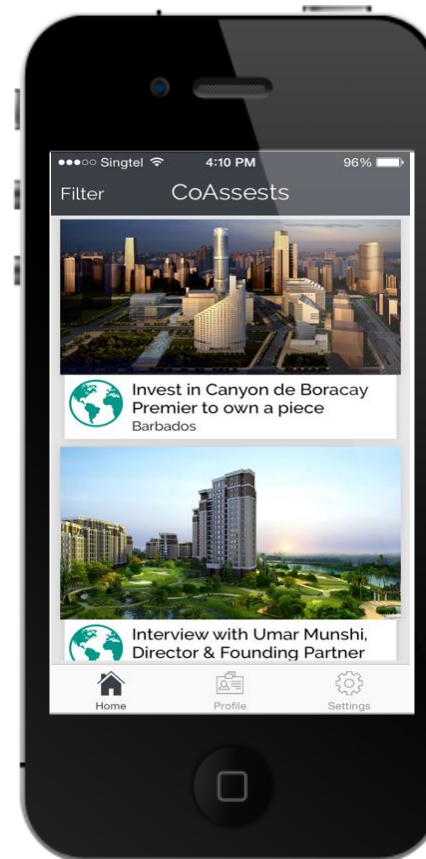 Singtel 4:10 PM 96%
Filter CoAssests
Invest in Canyon de Boracay
Premier to own a piece
Barbados
Interview with Umar Munshi,
Director & Founding Partner
Home Profile Settings